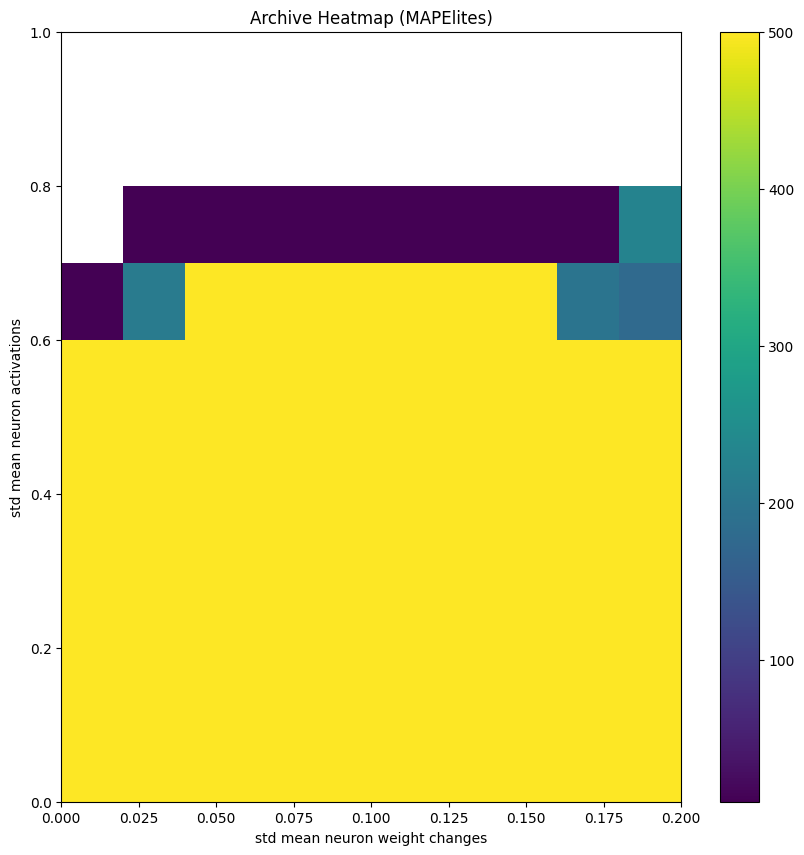 Archive Heatmap (MAPElites)
1.0
0.8
0.6
0.4
0.2
0.0
std mean neuron activations
0.000 0.025 0.050 0.075 0.100 0.125 0.150 0.175 0.200
std mean neuron weight changes
500
400
300
200
100